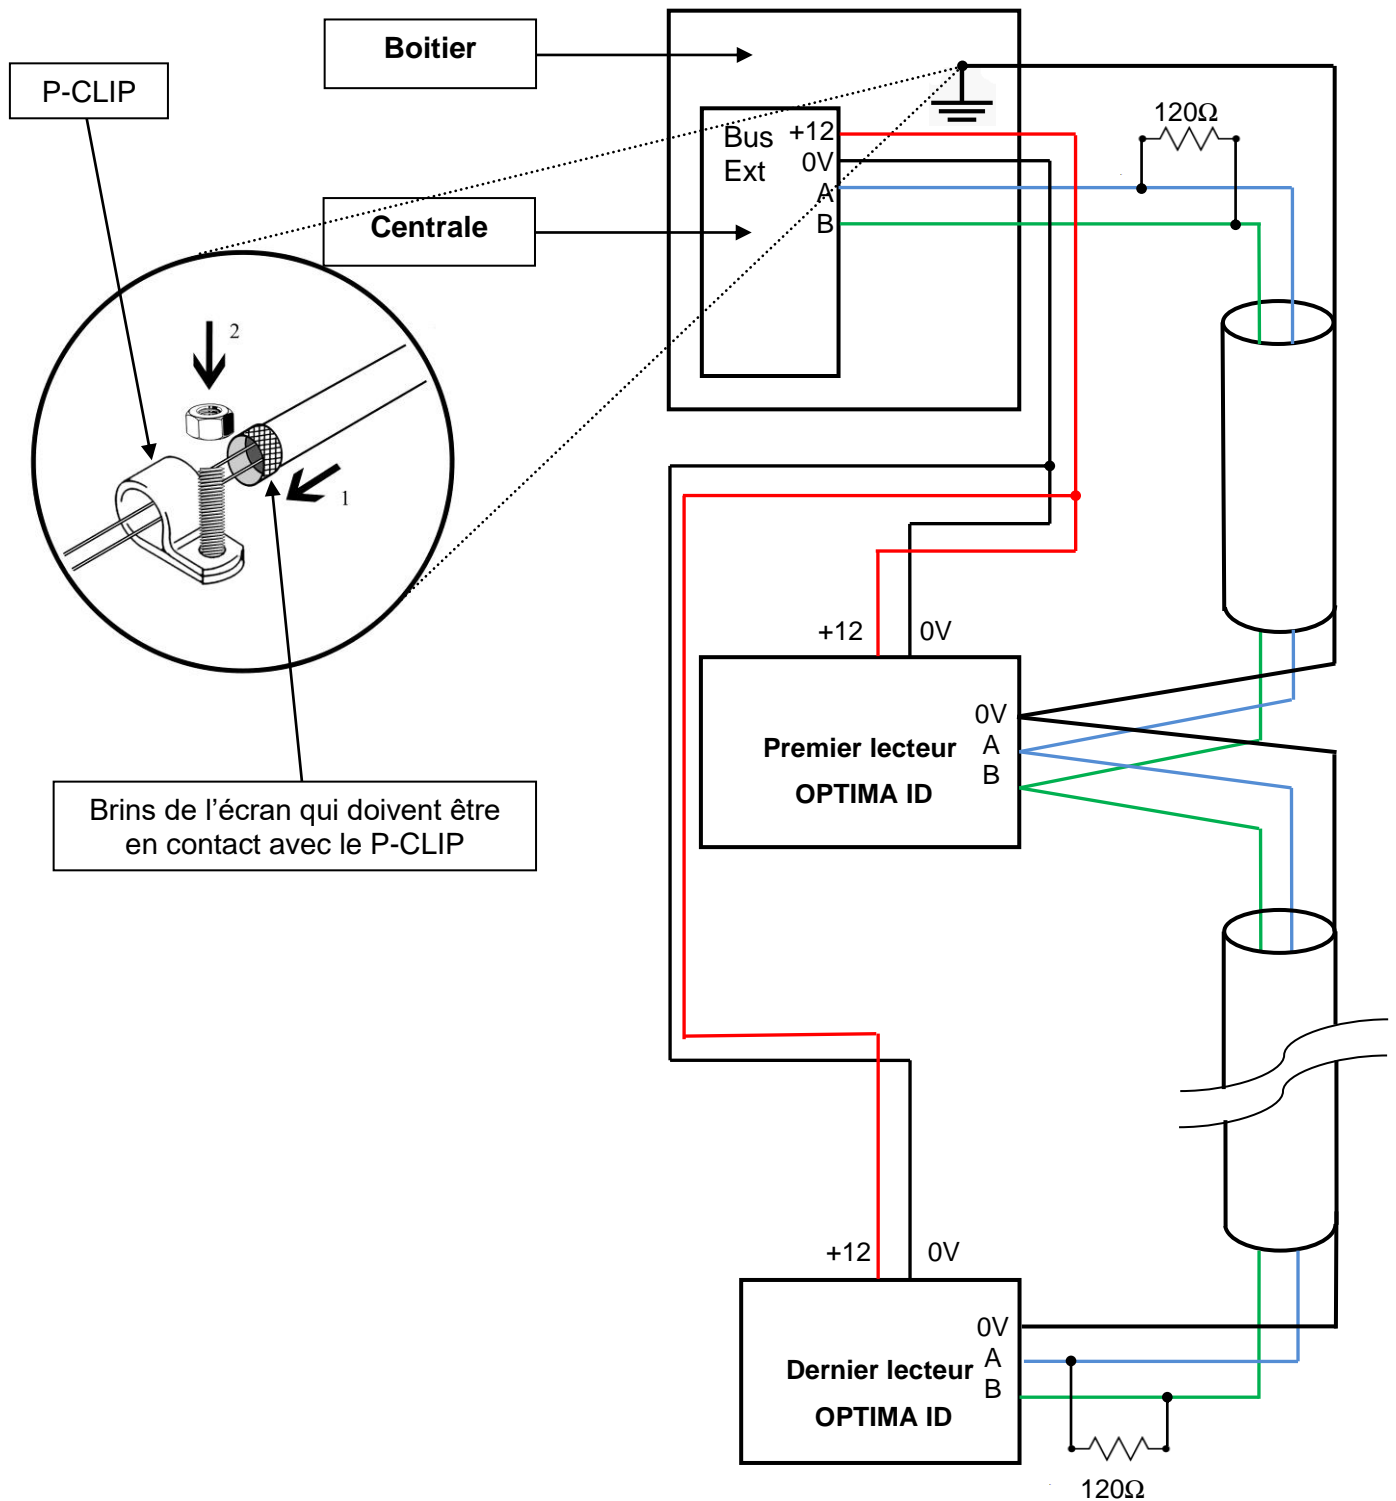 Boitier
P-CLIP
120Ω
Bus
Ext
+12
0V
A
B
Centrale
2
1
+12
0V
0V
A
B
Premier lecteur
OPTIMA ID
Brins de l’écran qui doivent être
en contact avec le P-CLIP
+12
0V
0V
A
B
Dernier lecteur
OPTIMA ID
120Ω